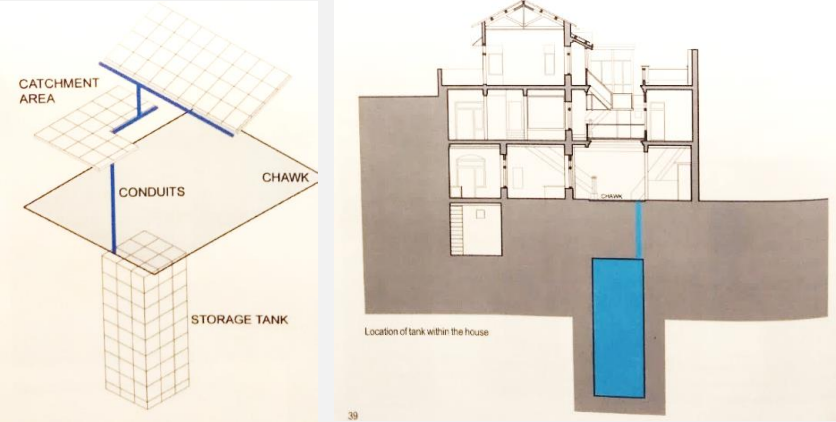 CATCHMENT
AREA
CHAWK
CONDUITS
STORAGE TANK
CHAWK
Location of tank within the house
39